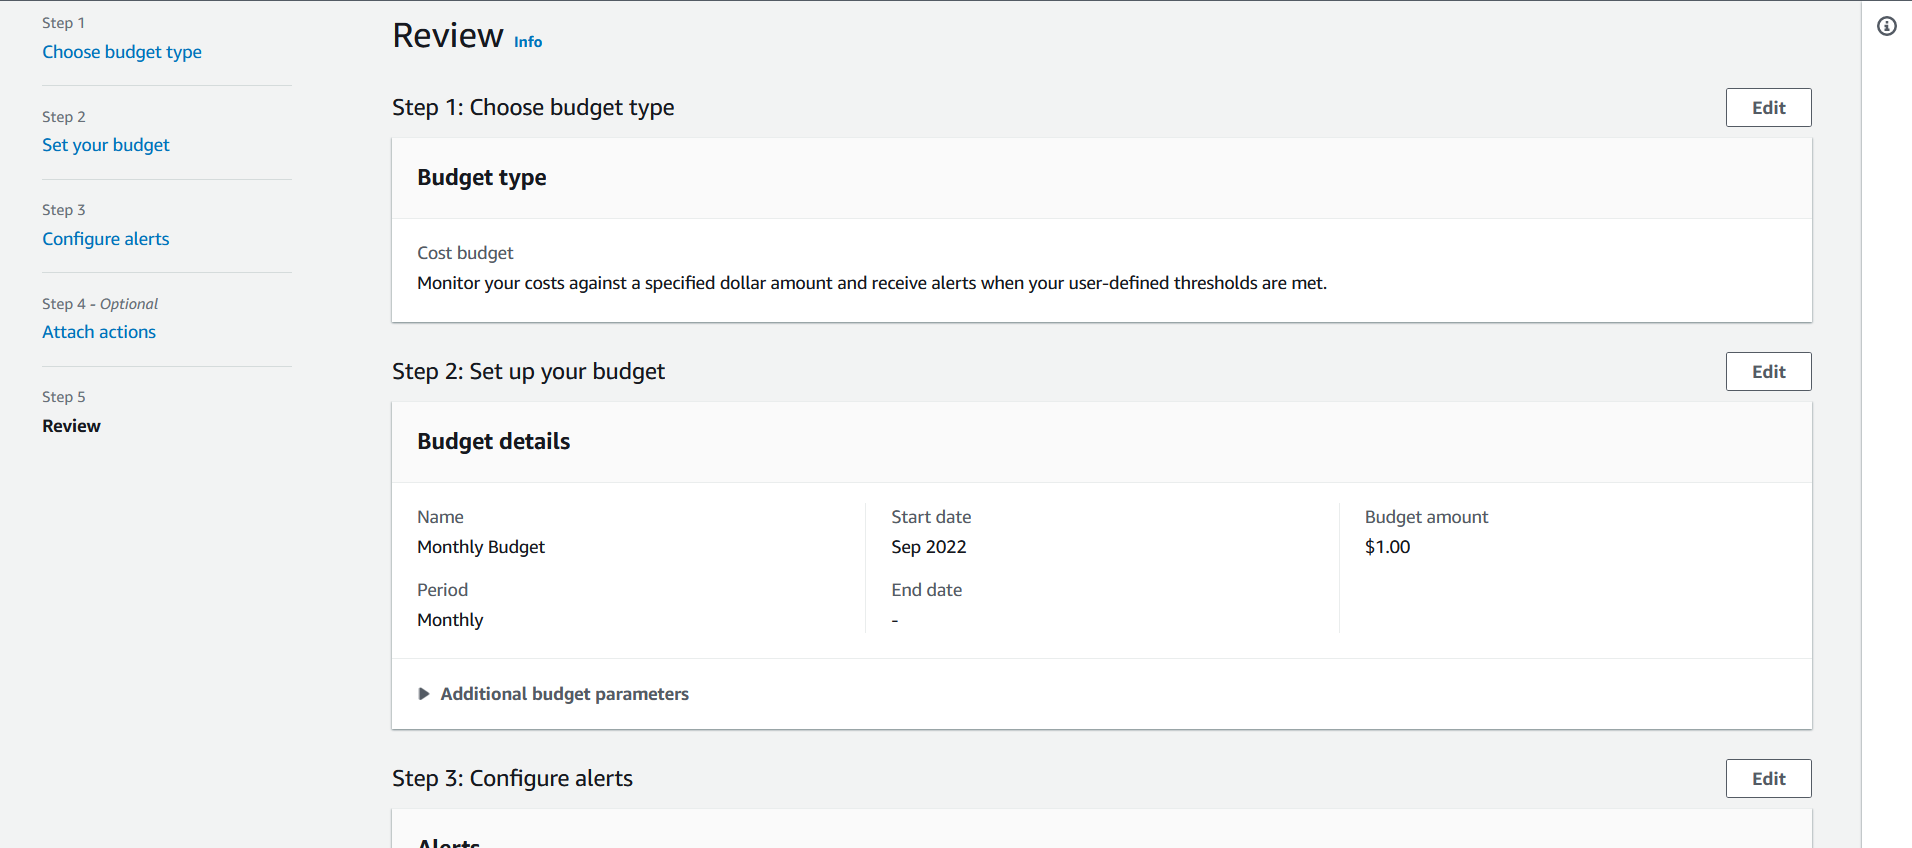 Step 1
Choose budget type
Step 2
Set your budget
Step 3
Configure alerts
Step 4 - Optional
Attach actions
Step 5
Review
Review Info
Step 1: Choose budget type
Edit
Budget type
Cost budget
Monitor your costs against a specified dollar amount and receive alerts when your user-defined thresholds are met.
Step 2: Set up your budget
Edit
Budget details
Name
Monthly Budget
Period
Monthly
Start date
Sep 2022
End date
-
Budget amount
$1.00
Additional budget parameters
Step 3: Configure alerts
Edit
Alerts